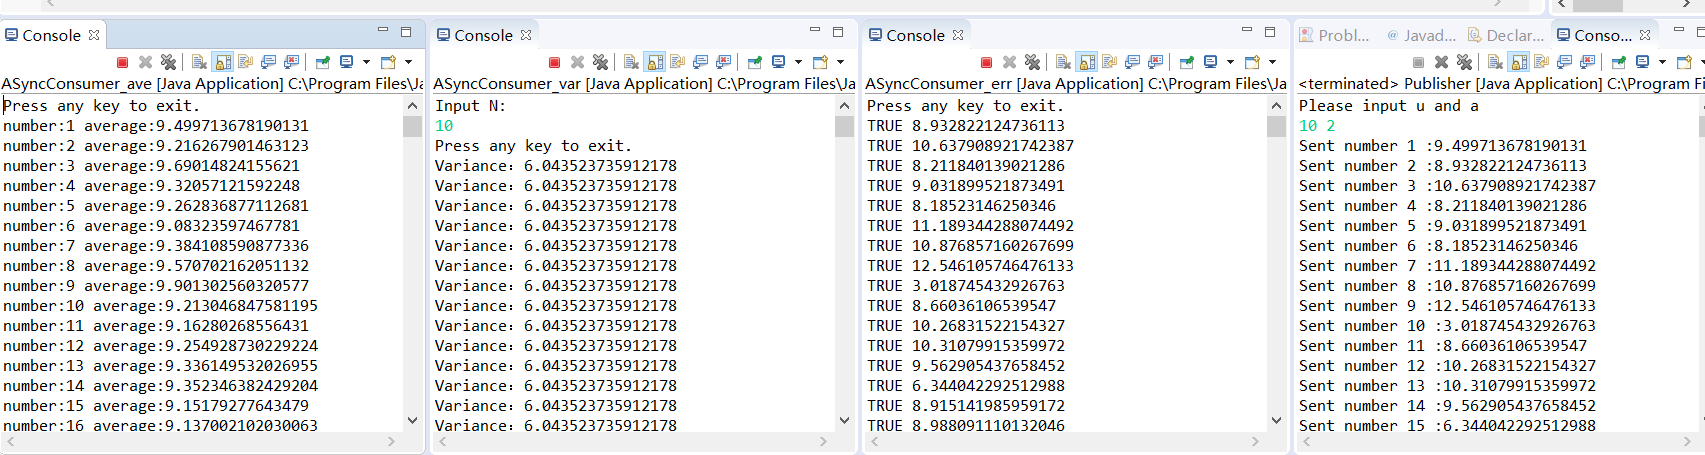 Console
ASyncConsumer_ave [Java Application] C:\Program Files\Ja
Press any key to exit.
number:1 average:9.499713678190131
number:2 average:9.216267901463123
number:3 average:9.69014824155621
number:4 average:9.32057121592248
number:5 average:9.262836877112681
number:6 average:9.08323597467781
number:7 average:9.384108590877336
number:8 average:9.570702162051132
number:9 average:9.901302560320577
number:10 average:9.213046847581195
number:11 average:9.16280268556431
number:12 average:9.254928730229224
number:13 average:9.336149532026955
number:14 average:9.352346382429204
number:15 average:9.15179277643479
number:16 average:9.137002102030063
Console
ASyncConsumer_var [Java Application] C:\Program Files\Ja
Input N:
10
Press any key to exit.
Variance：6.043523735912178
Variance：6.043523735912178
Variance：6.043523735912178
Variance：6.043523735912178
Variance：6.043523735912178
Variance：6.043523735912178
Variance：6.043523735912178
Variance：6.043523735912178
Variance：6.043523735912178
Variance：6.043523735912178
Variance：6.043523735912178
Variance：6.043523735912178
Variance：6.043523735912178
Variance：6.043523735912178
Console
ASyncConsumer_err [Java Application] C:\Program Files\Ja
Press any key to exit.
TRUE 8.932822124736113
TRUE 10.637908921742387
TRUE 8.211840139021286
TRUE 9.031899521873491
TRUE 8.18523146250346
TRUE 11.189344288074492
TRUE 10.876857160267699
TRUE 12.546105746476133
TRUE 3.018745432926763
TRUE 8.66036106539547
TRUE 10.26831522154327
TRUE 10.31079915359972
TRUE 9.562905437658452
TRUE 6.344042292512988
TRUE 8.915141985959172
TRUE 8.988091110132046
Probl... @ Javad... Declar... Conso...
<terminated> Publisher [Java Application] C:\Program F
Please input u and a
10 2
Sent number 1 :9.499713678190131
Sent number 2 :8.932822124736113
Sent number 3 :10.637908921742387
Sent number 4 :8.211840139021286
Sent number 5 :9.031899521873491
Sent number 6 :8.18523146250346
Sent number 7 :11.189344288074492
Sent number 8 :10.876857160267699
Sent number 9 :12.546105746476133
Sent number 10 :3.018745432926763
Sent number 11 :8.66036106539547
Sent number 12 :10.26831522154327
Sent number 13 :10.31079915359972
Sent number 14 :9.562905437658452
Sent number 15 :6.344042292512988